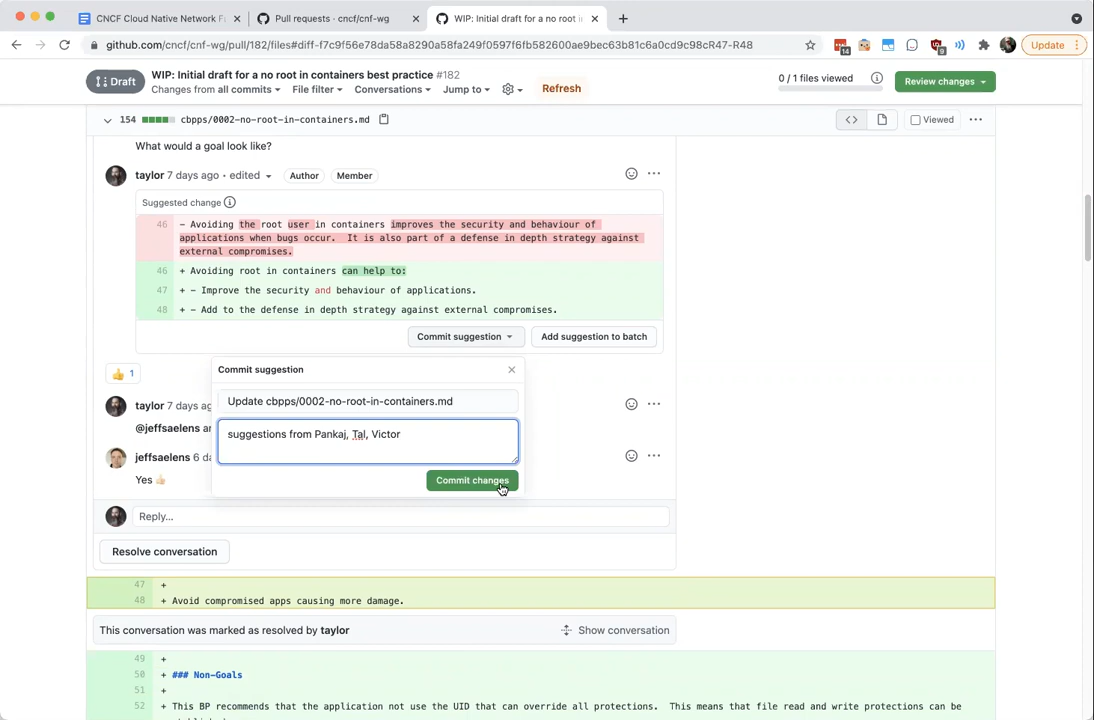 CNCF Cloud Native Network F
Pull requests · cncf/cnf-wg
WIP: Initial draft for a no root in
github.com/cncf/cnf-wg/pull/182/files#diff-f7c9f56e78da58a8290a58fa249f0597f6fb582600ae9bec63b81c6a0cd9c98cR47-R48
14
9
Update
Draft
WIP: Initial draft for a no root in containers best practice #182
Changes from all commits
File filter
Conversations
Jump to
Refresh
0 / 1 files viewed
Review changes
154
cbpps/0002-no-root-in-containers.md
Viewed
What would a goal look like?
taylor 7 days ago • edited
Author
Member
Suggested change
46 - Avoiding the root user in containers improves the security and behaviour of
applications when bugs occur. It is also part of a defense in depth strategy against
external compromises.
46 + Avoiding root in containers can help to:
47 + - Improve the security and behaviour of applications.
48 + - Add to the defense in depth strategy against external compromises.
Commit suggestion
Add suggestion to batch
👍 1
Commit suggestion
Update cbpps/0002-no-root-in-containers.md
taylor 7 days ag
@jeffsaelens ar
suggestions from Pankaj, Tal, Victor
jeffsaelens 6 da
Yes 👍🏻
Commit changes
Reply...
Resolve conversation
47 +
48 + Avoid compromised apps causing more damage.
This conversation was marked as resolved by taylor
Show conversation
49 +
50 + ### Non-Goals
51 +
52 + This BP recommends that the application not use the UID that can override all protections. This means that file read and write protections can be